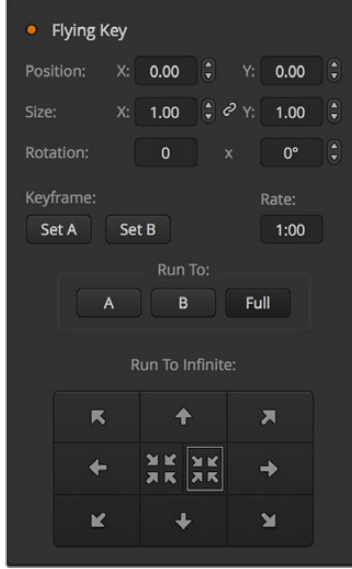 Flying Key
Position: X: 0.00 Y: 0.00
Size: X: 1.00 Y: 1.00
Rotation: 0 x 0°
Keyframe: Rate:
Set A Set B 1:00
Run To:
A B Full
Run To Infinite: